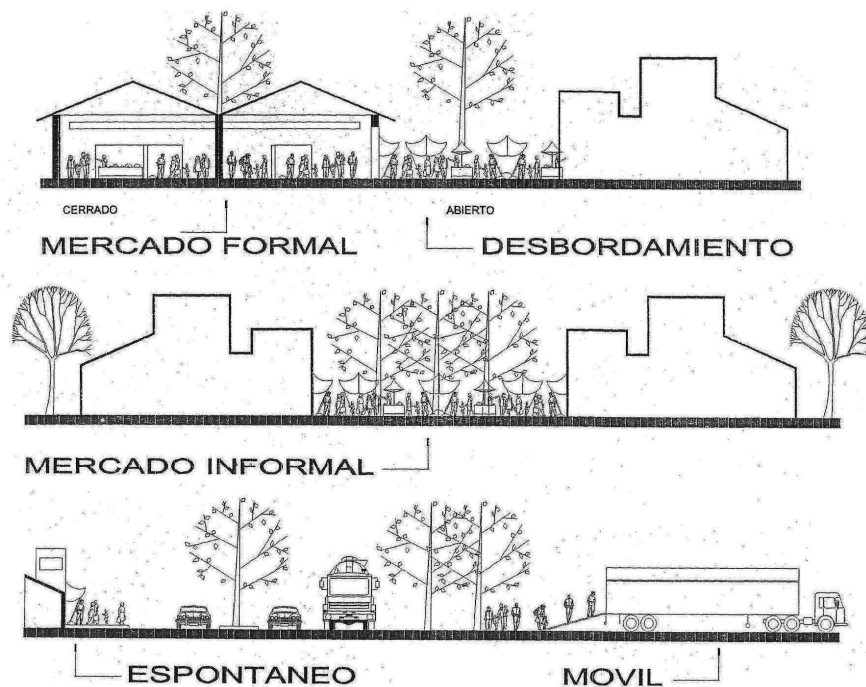 CERRADO ABIERTO
MERCADO FORMAL DESBORDAMIENTO
MERCADO INFORMAL
ESPONTANEO MOVIL